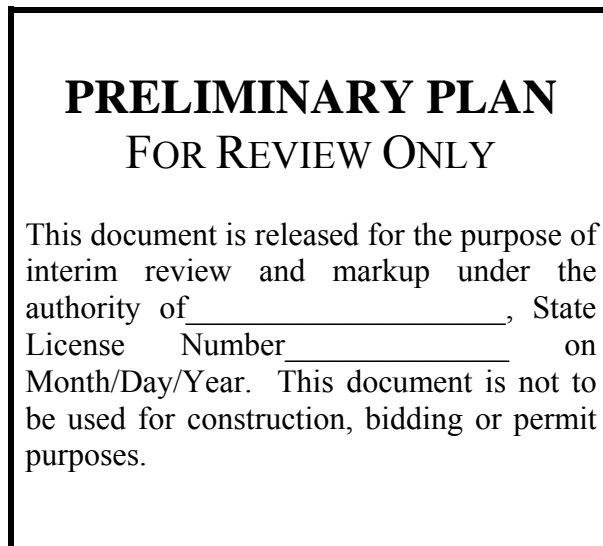 PRELIMINARY PLAN
FOR REVIEW ONLY
This document is released for the purpose of
interim review and markup under the
authority of____________________, State
License Number______________ on
Month/Day/Year. This document is not to
be used for construction, bidding or permit
purposes.